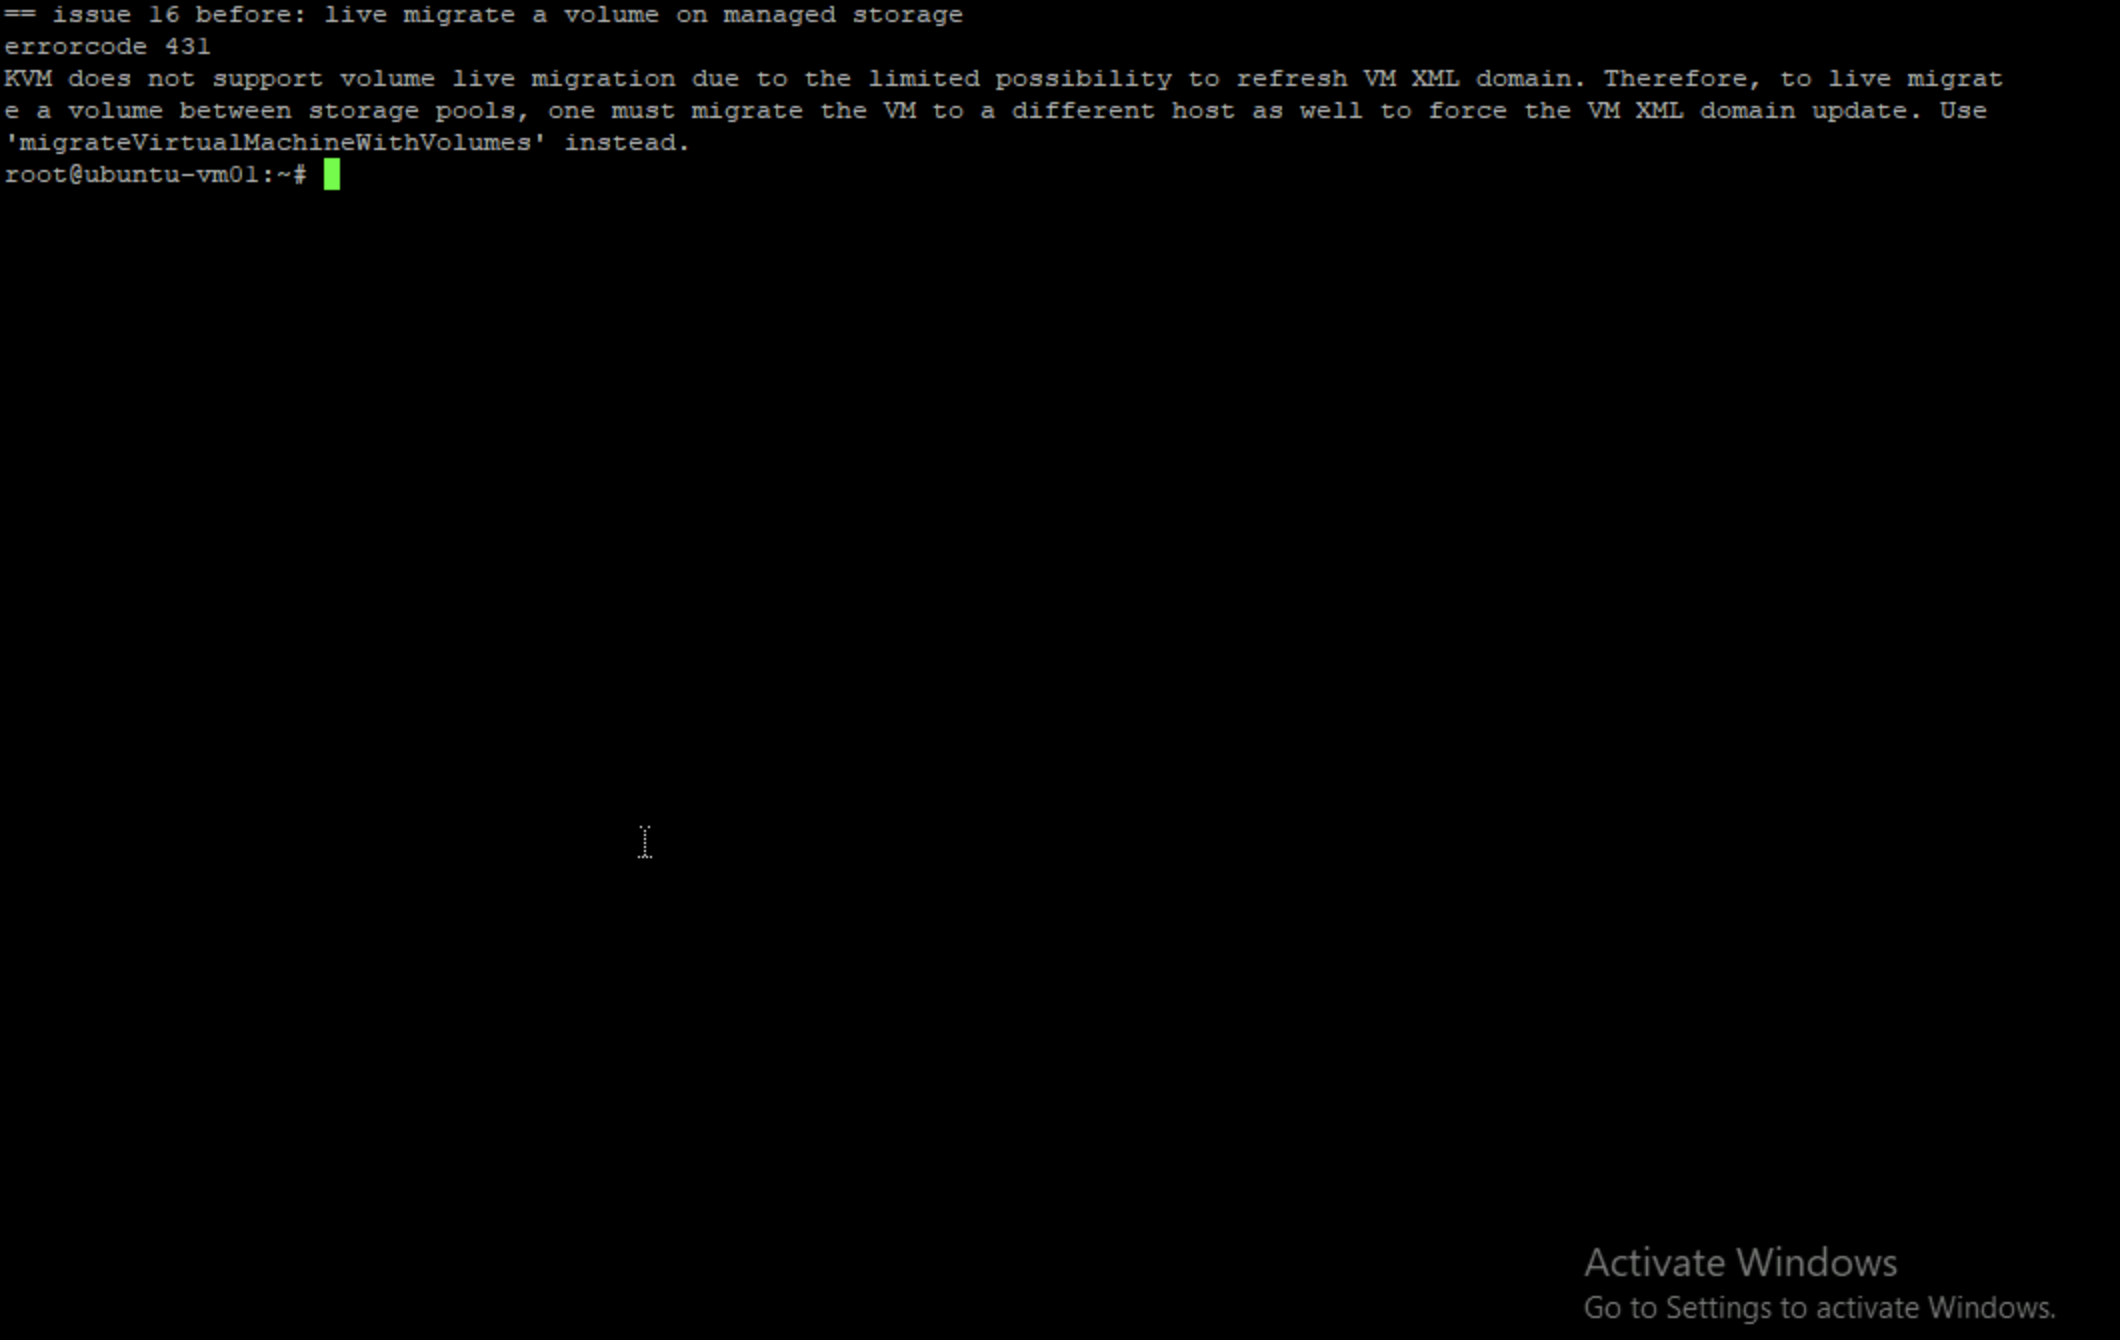 == issue 16 before: live migrate a volume on managed storage
errorcode 431
KVM does not support volume live migration due to the limited possibility to refresh VM XML domain. Therefore, to live migrat
e a volume between storage pools, one must migrate the VM to a different host as well to force the VM XML domain update. Use
'migrateVirtualMachineWithVolumes' instead.
root@ubuntu-vm01:~#
Activate Windows
Go to Settings to activate Windows.